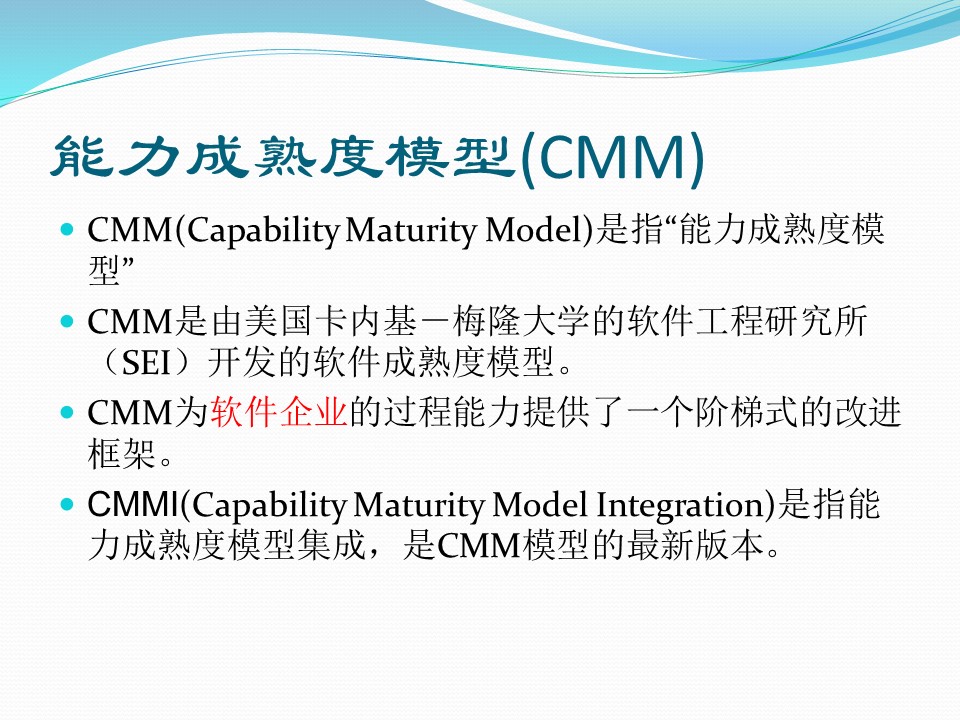 能力成熟度模型(CMM)
CMM(Capability Maturity Model)是指“能力成熟度模
型”
CMM是由美国卡内基－梅隆大学的软件工程研究所
（SEI）开发的软件成熟度模型。
CMM为软件企业的过程能力提供了一个阶梯式的改进
框架。
CMMI(Capability Maturity Model Integration)是指能
力成熟度模型集成，是CMM模型的最新版本。